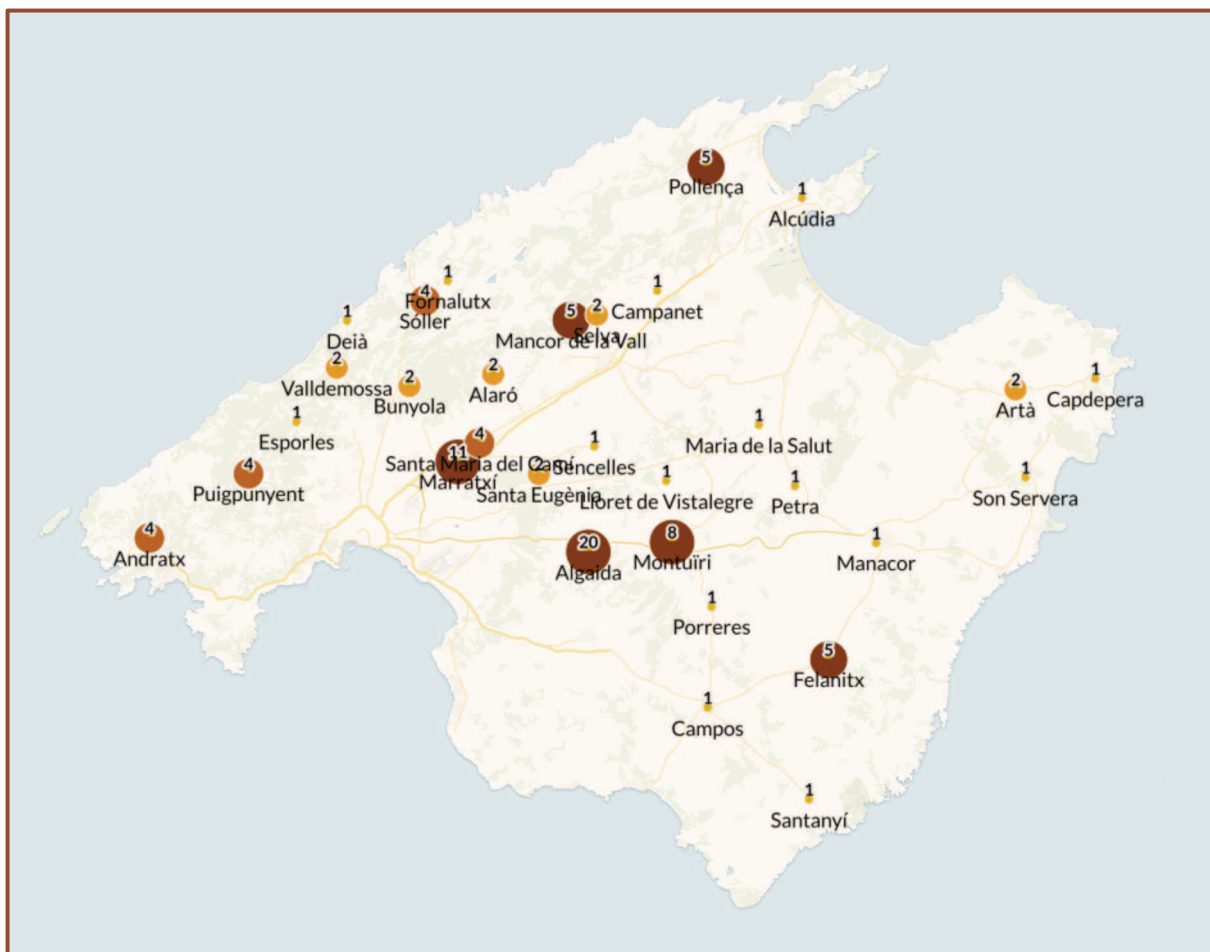 5
Pollença
1
Alcúdia
1
Fornalutx
4
Sóller
1
Campanet
5
Mancor de la Vall
2
Selva
1
Deià
2
Valldemossa
2
Bunyola
2
Alaró
2
Artà
1
Capdepera
1
Esporles
1
Maria de la Salut
4
Santa Maria del Camí
11
Marratxí
1
Sencelles
2
Santa Eugènia
4
Puigpunyent
1
Lloret de Vistalegre
1
Petra
1
Son Servera
4
Andratx
20
Algaida
8
Montuïri
1
Manacor
1
Porreres
5
Felanitx
1
Campos
1
Santanyí